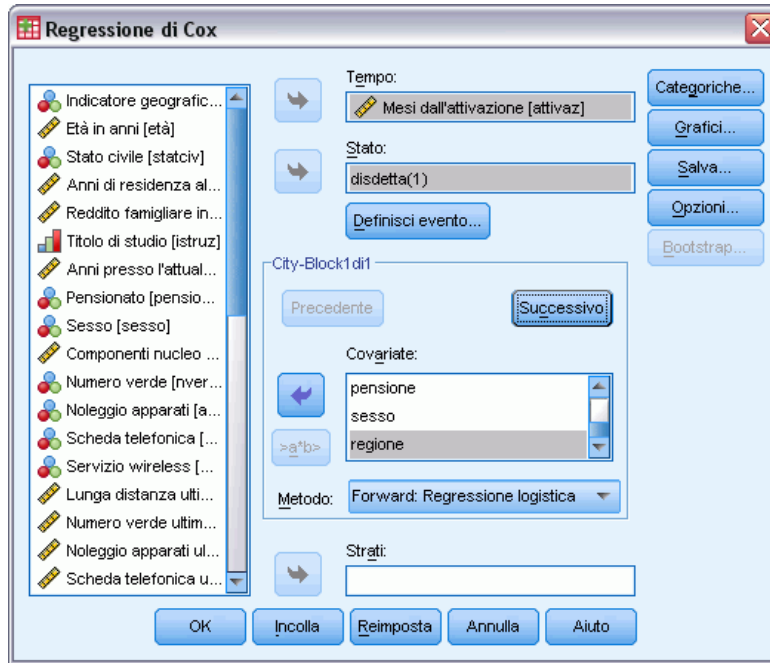 Regressione di Cox
Indicatore geografic...
Età in anni [età]
Stato civile [statciv]
Anni di residenza al...
Reddito famigliare in...
Titolo di studio [istruz]
Anni presso l'attual...
Pensionato [pensio...
Sesso [sesso]
Componenti nucleo ...
Numero verde [nver...
Noleggio apparati [a...
Scheda telefonica [...
Servizio wireless [...
Lunga distanza ulti...
Numero verde ultim...
Noleggio apparati ul...
Scheda telefonica u...
Tempo:
Mesi dall'attivazione [attivaz]
Stato:
disdetta(1)
Definisci evento...
City-Block1di1
Precedente
Successivo
Covariate:
pensione
sesso
regione
>a*b>
Metodo:
Forward: Regressione logistica
Strati:
Categoriche...
Grafici...
Salva...
Opzioni...
Bootstrap...
OK
Incolla
Reimposta
Annulla
Aiuto